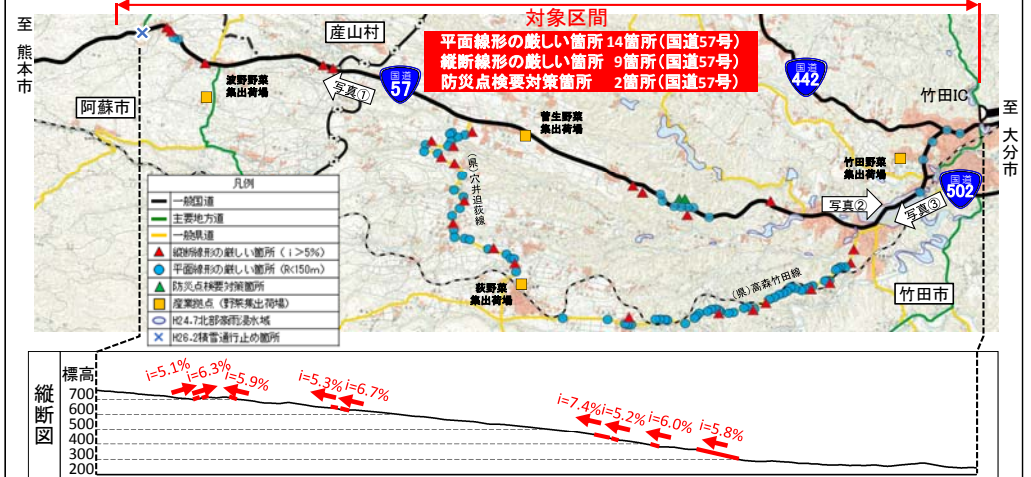 対象区間
至 熊本市
産山村
平面線形の厳しい箇所 14箇所（国道57号）
縦断線形の厳しい箇所 9箇所（国道57号）
防災点検要対策箇所 2箇所（国道57号）
国道 57
国道 442
写真①
波野野菜
集出荷場
阿蘇市
菅生野菜
集出荷場
竹田IC
至 大分市
竹田野菜
集出荷場
国道 502
（県）穴井迫荻線
写真②
写真③
凡例
一般国道
主要地方道
一般県道
縦断線形の厳しい箇所（ｉ＞5%）
平面線形の厳しい箇所（R<150m）
防災点検要対策箇所
産業拠点（野菜集出荷場）
H24.7北部豪雨浸水域
H26.2積雪通行止め箇所
荻野菜
集出荷場
（県）高森竹田線
竹田市
縦断図
標高
700
600
500
400
300
200
i=5.1%
i=6.3%
i=5.9%
i=5.3%
i=6.7%
i=7.4%
i=5.2%
i=6.0%
i=5.8%